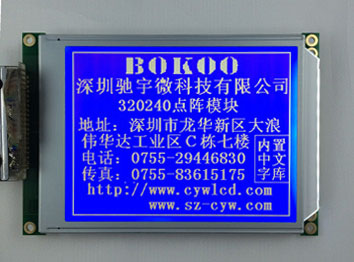 BOKOO
深圳驰宇微科技有限公司
320240点阵模块
地址：深圳市龙华新区大浪
伟华达工业区C栋七楼
电话：0755-29446830
传真：0755-83615175
内置
中文
字库
http://www.cywlcd.com
www.sz-cyw.com